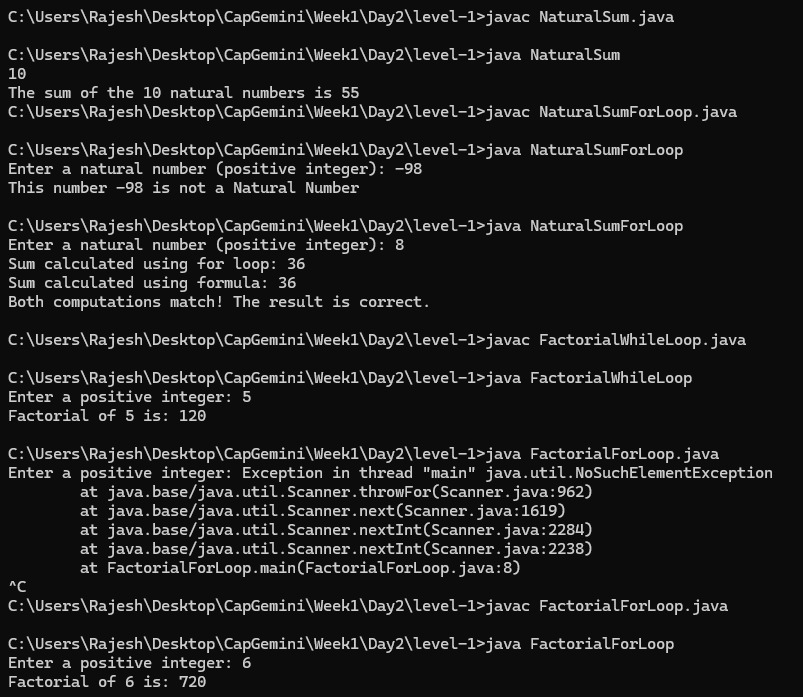 C:\Users\Rajesh\Desktop\CapGemini\Week1\Day2\level-1>javac NaturalSum.java
C:\Users\Rajesh\Desktop\CapGemini\Week1\Day2\level-1>java NaturalSum
10
The sum of the 10 natural numbers is 55
C:\Users\Rajesh\Desktop\CapGemini\Week1\Day2\level-1>javac NaturalSumForLoop.java
C:\Users\Rajesh\Desktop\CapGemini\Week1\Day2\level-1>java NaturalSumForLoop
Enter a natural number (positive integer): -98
This number -98 is not a Natural Number
C:\Users\Rajesh\Desktop\CapGemini\Week1\Day2\level-1>java NaturalSumForLoop
Enter a natural number (positive integer): 8
Sum calculated using for loop: 36
Sum calculated using formula: 36
Both computations match! The result is correct.
C:\Users\Rajesh\Desktop\CapGemini\Week1\Day2\level-1>javac FactorialWhileLoop.java
C:\Users\Rajesh\Desktop\CapGemini\Week1\Day2\level-1>java FactorialWhileLoop
Enter a positive integer: 5
Factorial of 5 is: 120
C:\Users\Rajesh\Desktop\CapGemini\Week1\Day2\level-1>java FactorialForLoop.java
Enter a positive integer: Exception in thread "main" java.util.NoSuchElementException
        at java.base/java.util.Scanner.throwFor(Scanner.java:962)
        at java.base/java.util.Scanner.next(Scanner.java:1619)
        at java.base/java.util.Scanner.nextInt(Scanner.java:2284)
        at java.base/java.util.Scanner.nextInt(Scanner.java:2238)
        at FactorialForLoop.main(FactorialForLoop.java:8)
^C
C:\Users\Rajesh\Desktop\CapGemini\Week1\Day2\level-1>javac FactorialForLoop.java
C:\Users\Rajesh\Desktop\CapGemini\Week1\Day2\level-1>java FactorialForLoop
Enter a positive integer: 6
Factorial of 6 is: 720